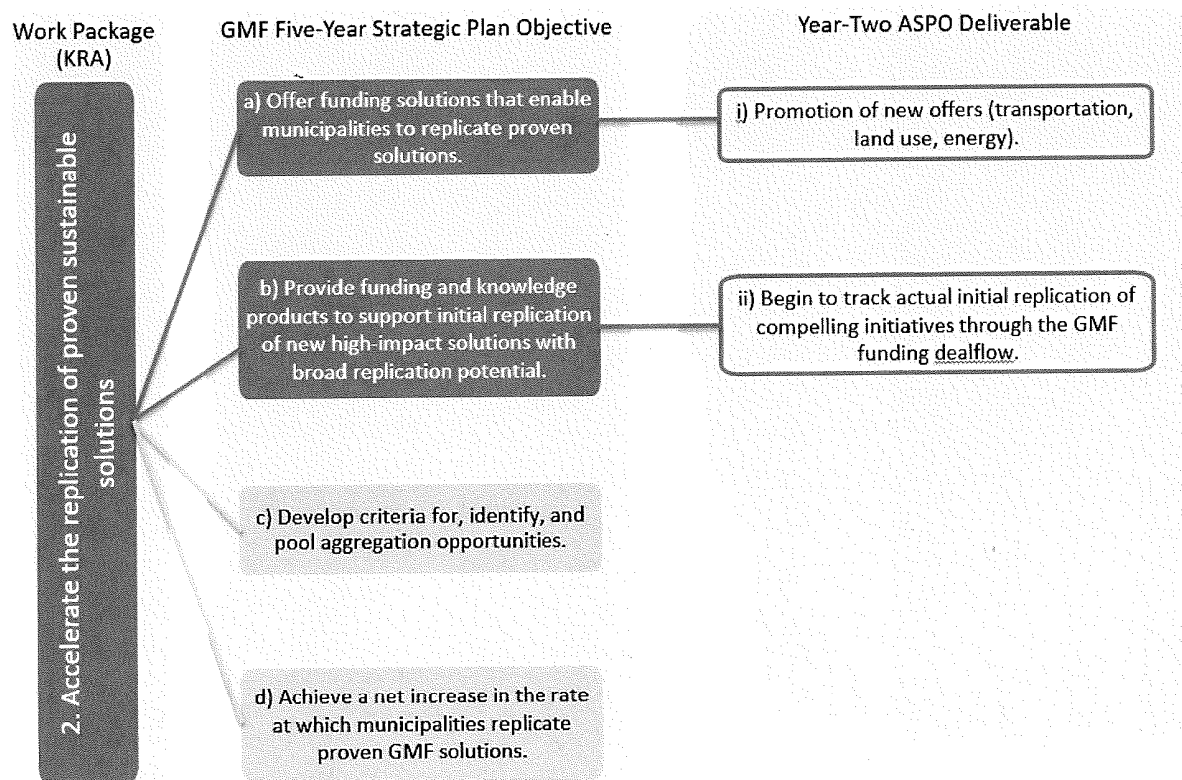 Work Package
(KRA)
GMF Five-Year Strategic Plan Objective
Year-Two ASPO Deliverable
2. Accelerate the replication of proven sustainable
solutions
a) Offer funding solutions that enable
municipalities to replicate proven
solutions.
i) Promotion of new offers (transportation,
land use, energy).
b) Provide funding and knowledge
products to support initial replication
of new high-impact solutions with
broad replication potential.
ii) Begin to track actual initial replication of
compelling initiatives through the GMF
funding dealflow.
c) Develop criteria for, identify, and
pool aggregation opportunities.
d) Achieve a net increase in the rate
at which municipalities replicate
proven GMF solutions.